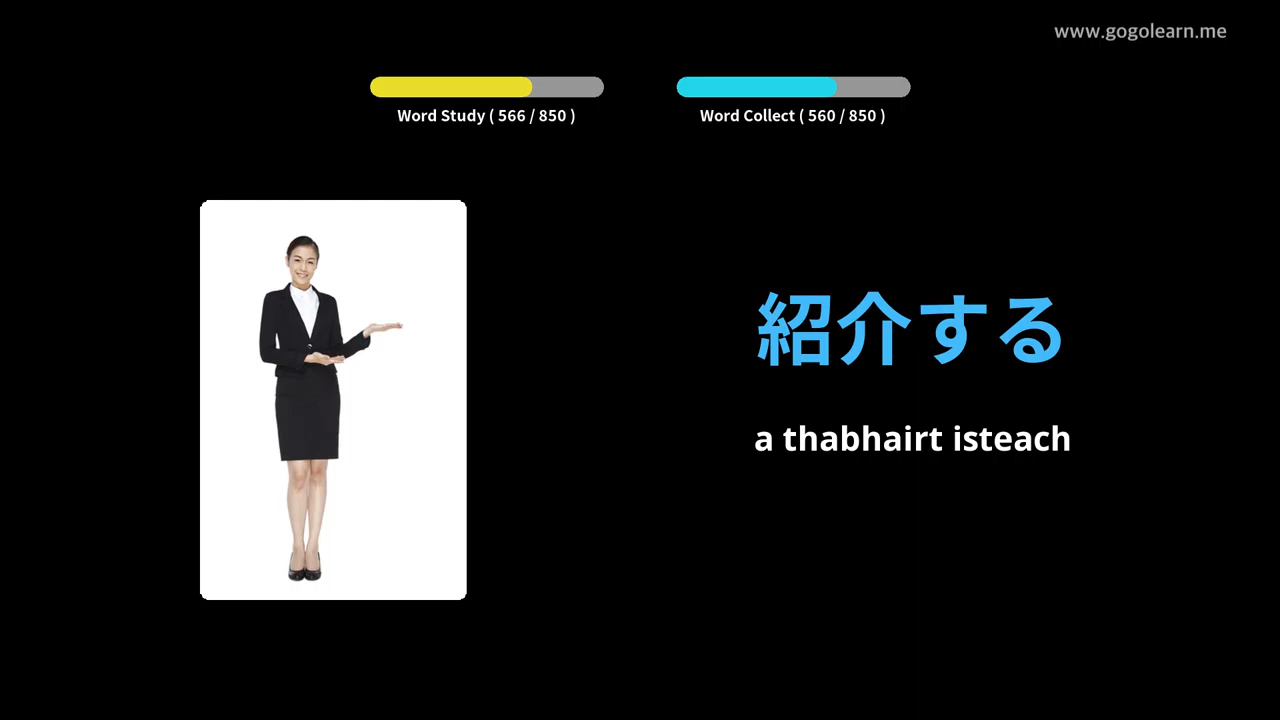 www.gogolearn.me
Word Study ( 566 / 850 )
Word Collect ( 560 / 850 )
紹介する
a thabhairt isteach